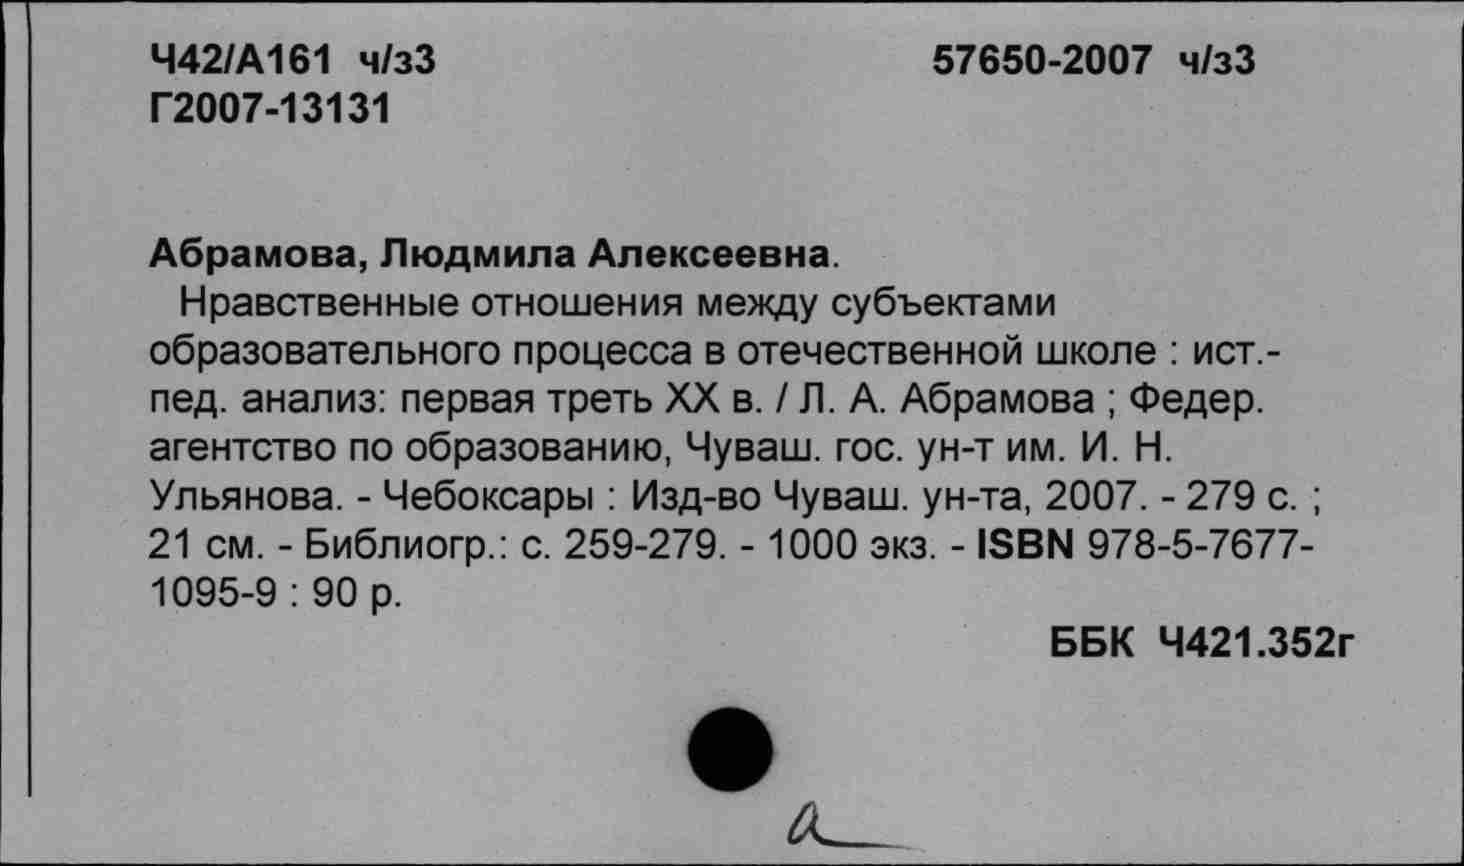 Ч42/А161 ч/з3 57650-2007 ч/з3
Г2007-13131
Абрамова, Людмила Алексеевна.
Нравственные отношения между субъектами
образовательного процесса в отечественной школе : ист.-
пед. анализ: первая треть XX в. / Л. А. Абрамова ; Федер.
агентство по образованию, Чуваш. гос. ун-т им. И. Н.
Ульянова. - Чебоксары : Изд-во Чуваш. ун-та, 2007. - 279 с. ;
21 см. - Библиогр.: с. 259-279. - 1000 экз. - ISBN 978-5-7677-
1095-9 : 90 р.
ББК Ч421.352г
а